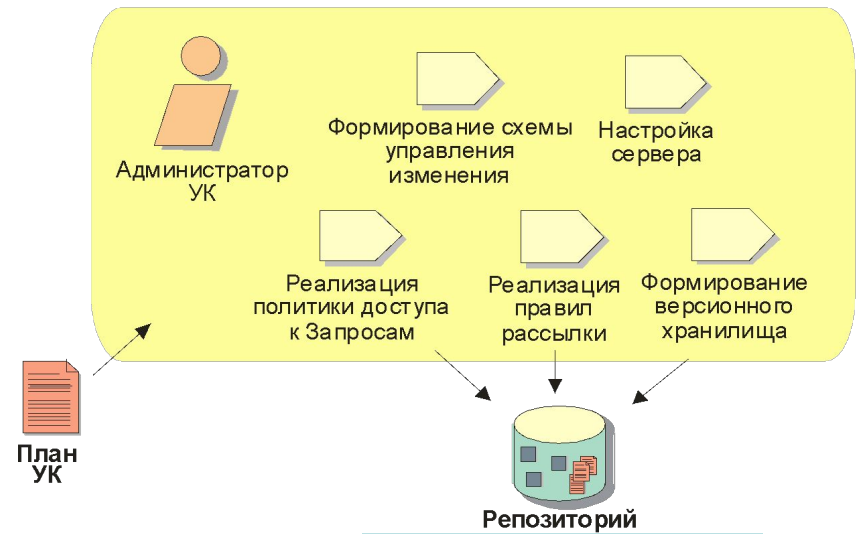 Формирование схемы
управления
изменения
Настройка
сервера
Администратор
УК
Реализация
политики доступа
к Запросам
Реализация
правил
рассылки
Формирование
версионного
хранилища
План
УК
Репозиторий